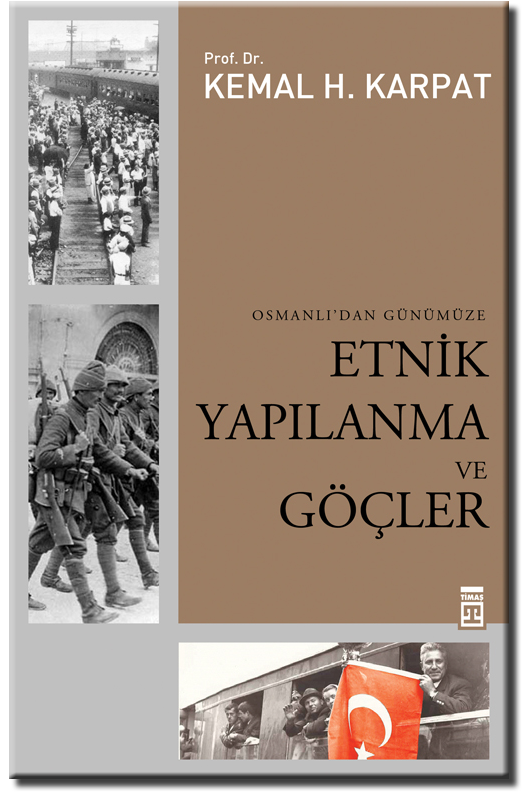 Prof. Dr.
KEMAL H. KARPAT
OSMANLI'DAN GÜNÜMÜZE
ETNİK
YAPILANMA
VE
GÖÇLER
TİMAŞ